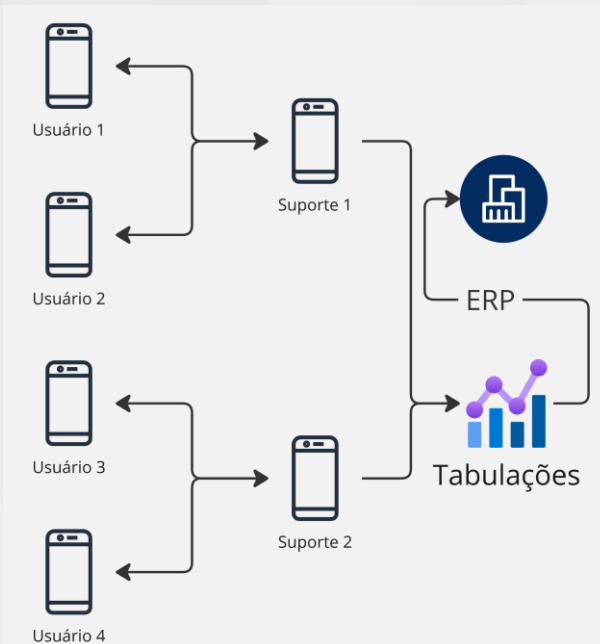 Usuário 1
Suporte 1
Usuário 2
ERP
Usuário 3
Tabulações
Suporte 2
Usuário 4